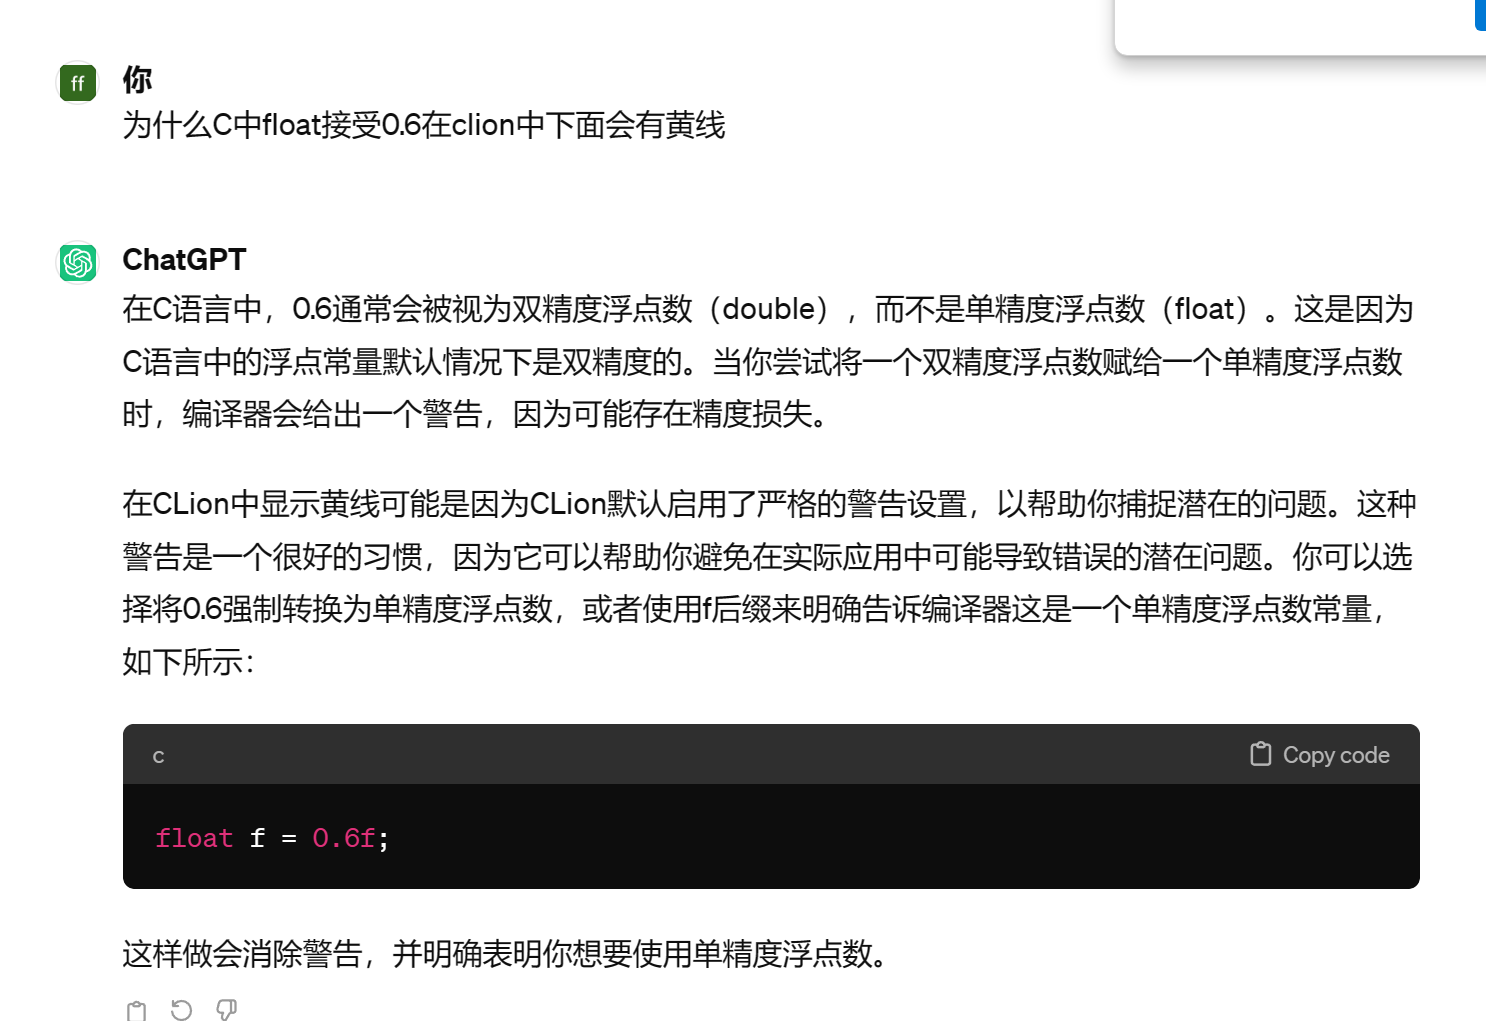 ff
你
为什么C中float接受0.6在clion中下面会有黄线
ChatGPT
在C语言中，0.6通常会被视为双精度浮点数（double），而不是单精度浮点数（float）。这是因为
C语言中的浮点常量默认情况下是双精度的。当你尝试将一个双精度浮点数赋给一个单精度浮点数
时，编译器会给出一个警告，因为可能存在精度损失。
在CLion中显示黄线可能是因为CLion默认启用了严格的警告设置，以帮助你捕捉潜在的问题。这种
警告是一个很好的习惯，因为它可以帮助你避免在实际应用中可能导致错误的潜在问题。你可以选
择将0.6强制转换为单精度浮点数，或者使用f后缀来明确告诉编译器这是一个单精度浮点数常量，
如下所示：
c
Copy code
float f = 0.6f;
这样做会消除警告，并明确表明你想要使用单精度浮点数。